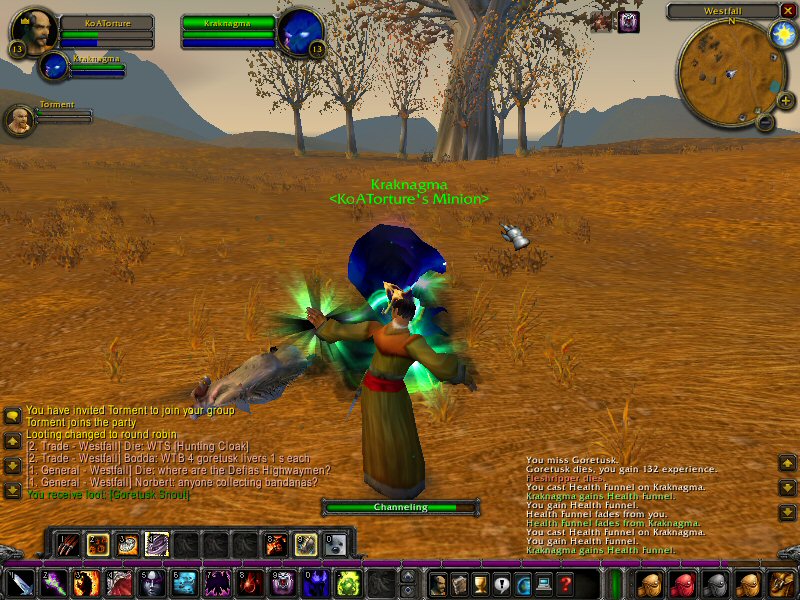 KoATorture
Kraknagma
Westfall
N
13
13
Kraknagma
Torment
Kraknagma
<KoATorture's Minion>
You have invited Torment to join your group
Torment joins the party
Looting changed to round robin
[2. Trade - Westfall] Die: WTS [Hunting Cloak]
[2. Trade - Westfall] Bodda: WTB 4 goretusk livers 1 s each
[1. General - Westfall] Die: where are the Defias Highwaymen?
[1. General - Westfall] Norbert: anyone collecting bandanas?
You receive loot: [Goretusk Snout]
You miss Goretusk.
Goretusk dies, you gain 132 experience.
Fleshripper dies.
You cast Health Funnel on Kraknagma.
Kraknagma gains Health Funnel.
You gain Health Funnel.
Health Funnel fades from you.
Health Funnel fades from Kraknagma.
You cast Health Funnel on Kraknagma.
You gain Health Funnel.
Kraknagma gains Health Funnel.
Channeling